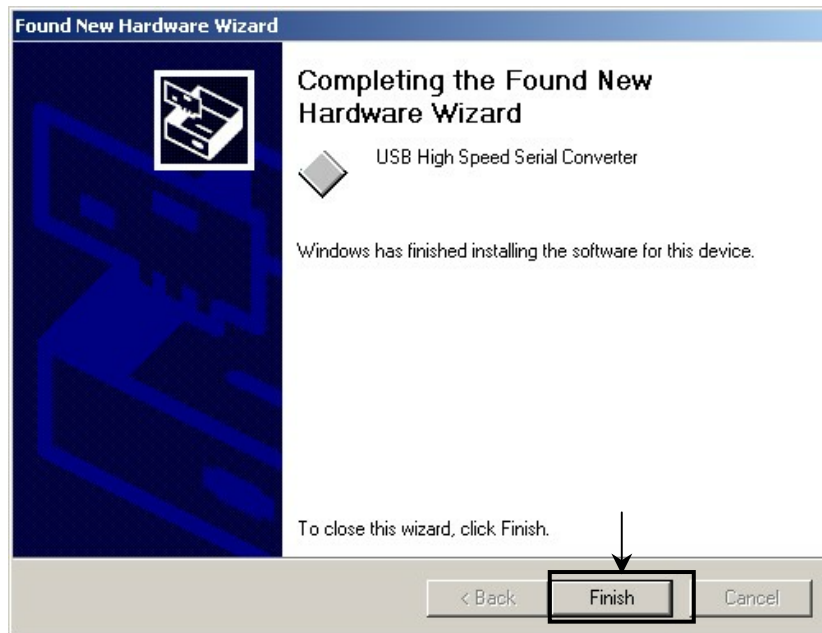 Found New Hardware Wizard
Completing the Found New
Hardware Wizard
USB High Speed Serial Converter
Windows has finished installing the software for this device.
To close this wizard, click Finish.
< Back Finish Cancel